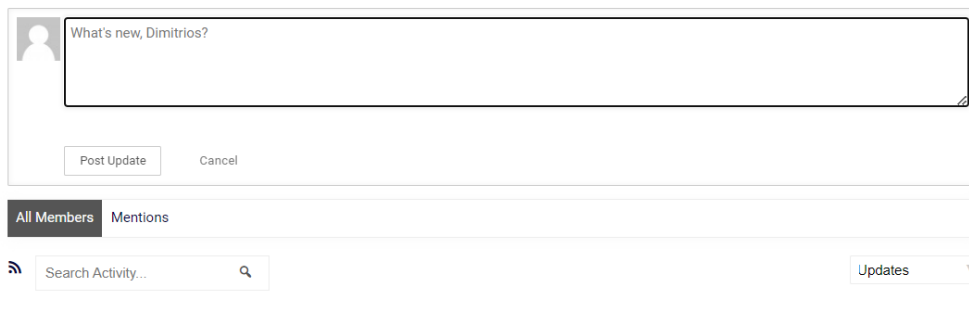 What's new, Dimitrios?
Post Update Cancel
All Members Mentions
Search Activity... Updates